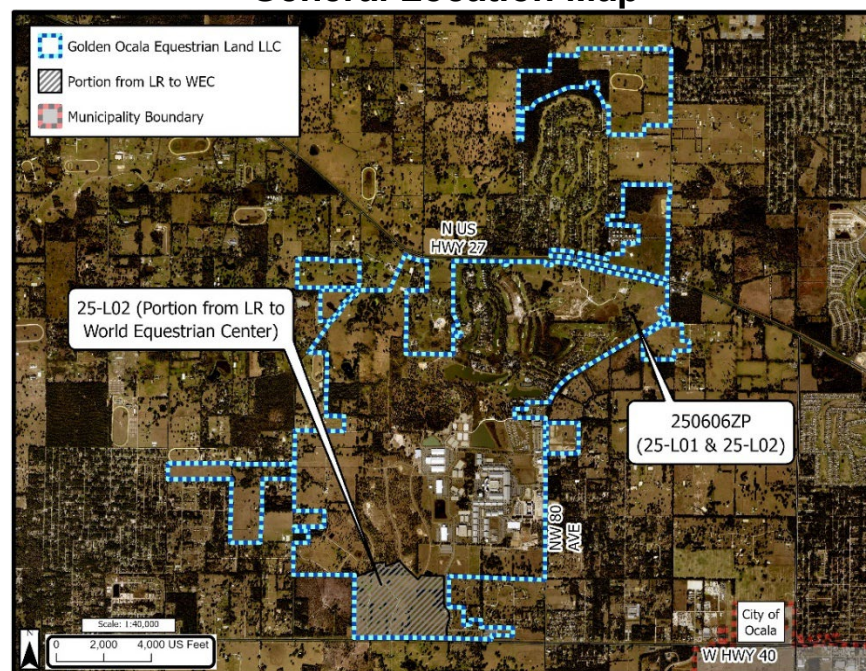 General Location Map
Golden Ocala Equestrian Land LLC
Portion from LR to WEC
Municipality Boundary
N US
HWY 27
25-L02 (Portion from LR to
World Equestrian Center)
250606ZP
(25-L01 & 25-L02)
NW 80
AVE
City of
Ocala
W HWY 40
N
Scale: 1:40,000
0 2,000 4,000 US Feet